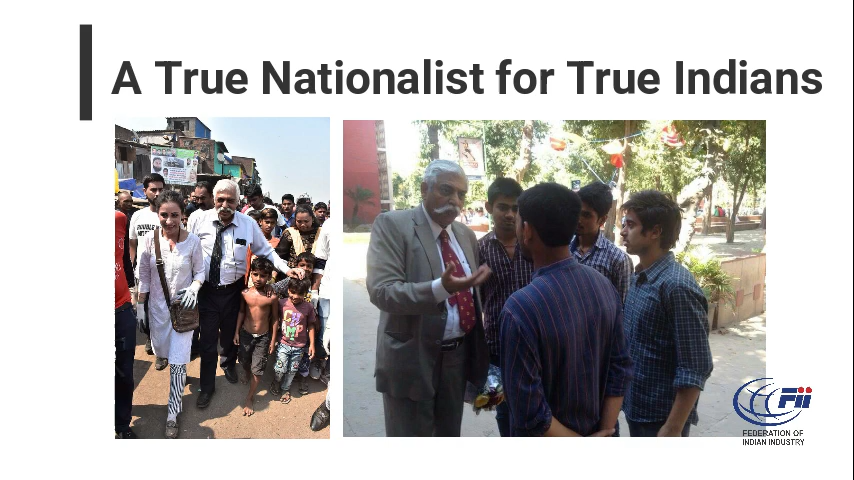 A True Nationalist for True Indians
Fii
FEDERATION OF
INDIAN INDUSTRY